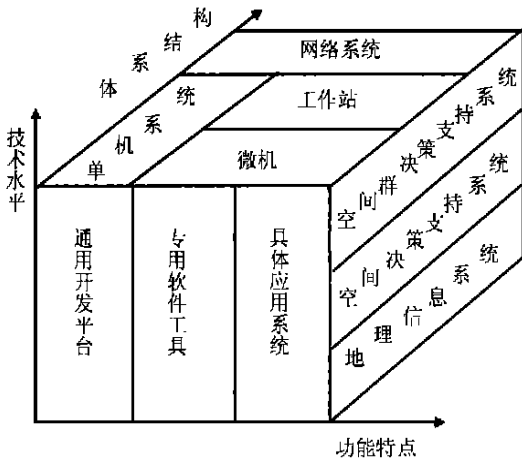 体系结构
网络系统
工作站
微机
单机系统
技术水平
通用开发平台
专用软件工具
具体应用系统
空间群决策支持系统
空间决策支持系统
地理信息系统
功能特点